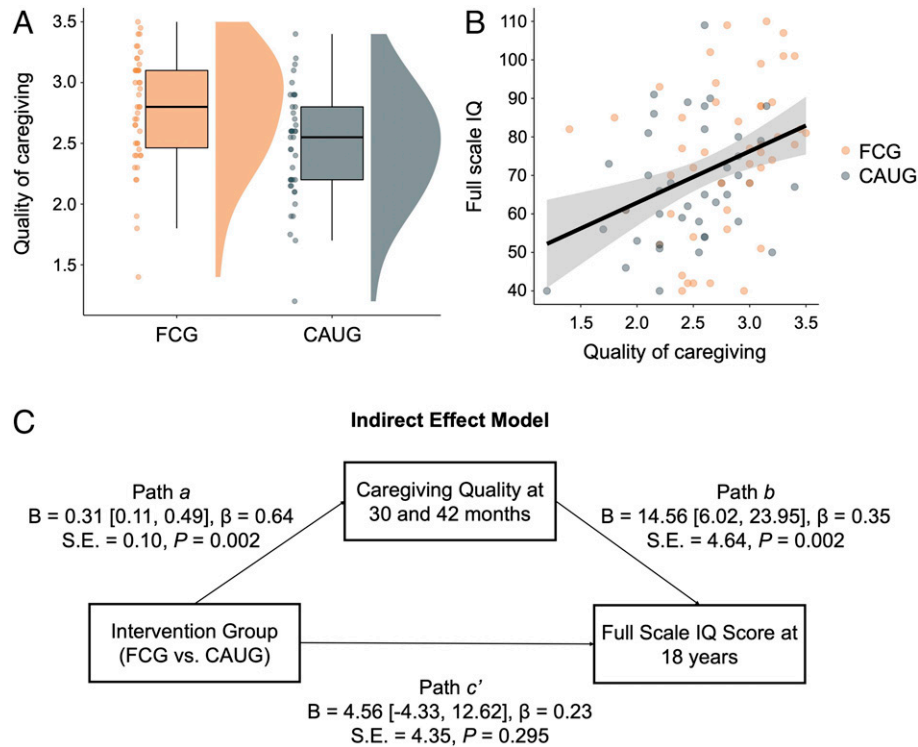 A
Quality of caregiving
3.5
3.0
2.5
2.0
1.5
FCG
CAUG
B
Full scale IQ
110
100
90
80
70
60
50
40
1.5
2.0
2.5
3.0
3.5
Quality of caregiving
FCG
CAUG
C
Indirect Effect Model
Path a
B = 0.31 [0.11, 0.49], β = 0.64
S.E. = 0.10, P = 0.002
Caregiving Quality at
30 and 42 months
Path b
B = 14.56 [6.02, 23.95], β = 0.35
S.E. = 4.64, P = 0.002
Intervention Group
(FCG vs. CAUG)
Full Scale IQ Score at
18 years
Path c'
B = 4.56 [-4.33, 12.62], β = 0.23
S.E. = 4.35, P = 0.295